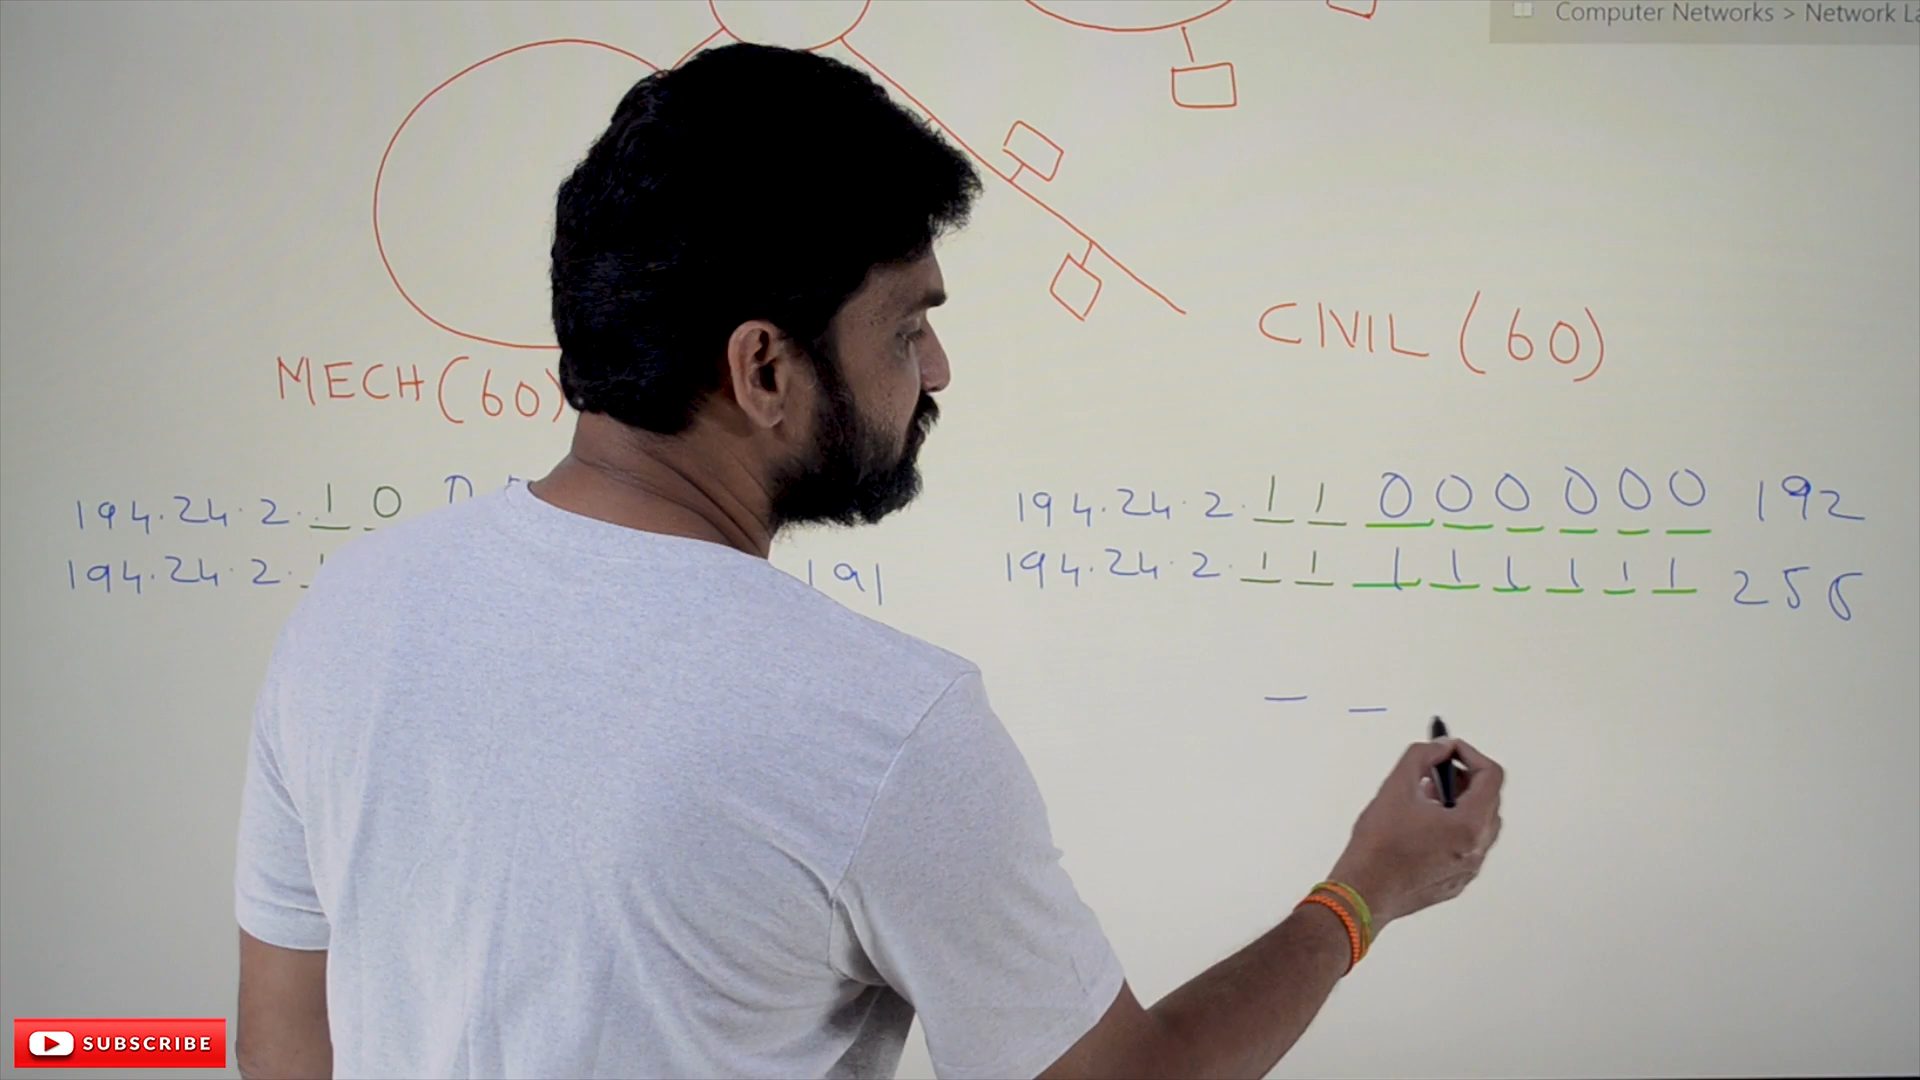 Computer Networks > Network La
CIVIL (60)
MECH (60)
194.24.2.10 0
194.24.2.1
191
194.24.2.11 000000 192
194.24.2.11 111111 255
SUBSCRIBE